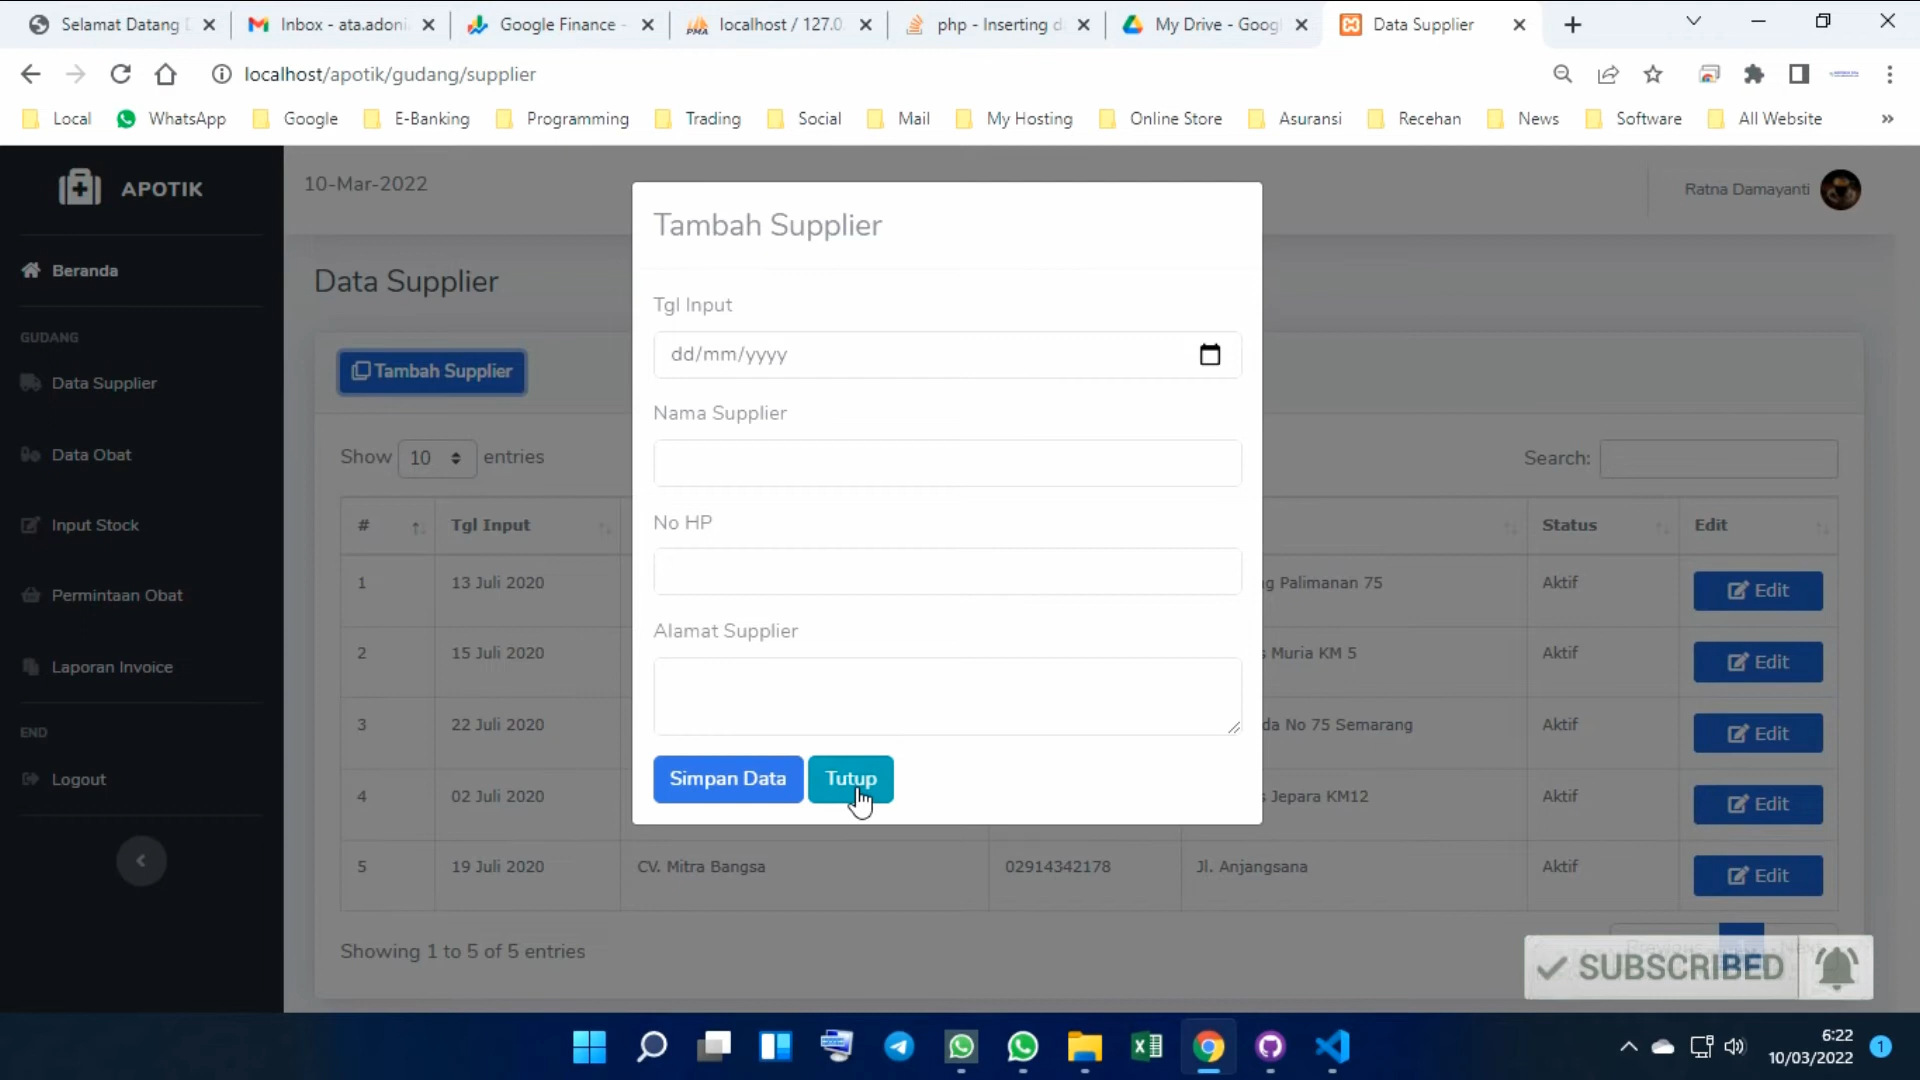 Selamat Datang
Inbox - ata.adoni
Google Finance -
localhost / 127.0
php - Inserting d
My Drive - Goog
Data Supplier
localhost/apotik/gudang/supplier
Local
WhatsApp
Google
E-Banking
Programming
Trading
Social
Mail
My Hosting
Online Store
Asuransi
Recehan
News
Software
All Website
»
APOTIK
10-Mar-2022
Ratna Damayanti
Beranda
GUDANG
Data Supplier
Data Obat
Input Stock
Permintaan Obat
Laporan Invoice
END
Logout
Data Supplier
Tambah Supplier
Show 10 entries
Search:
# Tgl Input Status Edit
1 13 Juli 2020 g Palimanan 75 Aktif Edit
2 15 Juli 2020 s Muria KM 5 Aktif Edit
3 22 Juli 2020 da No 75 Semarang Aktif Edit
4 02 Juli 2020 s Jepara KM12 Aktif Edit
5 19 Juli 2020 CV. Mitra Bangsa 02914342178 Jl. Anjangsana Aktif Edit
Showing 1 to 5 of 5 entries
Tambah Supplier
Tgl Input
dd/mm/yyyy
Nama Supplier
No HP
Alamat Supplier
Simpan Data
Tutup
SUBSCRIBED
6:22
10/03/2022
1